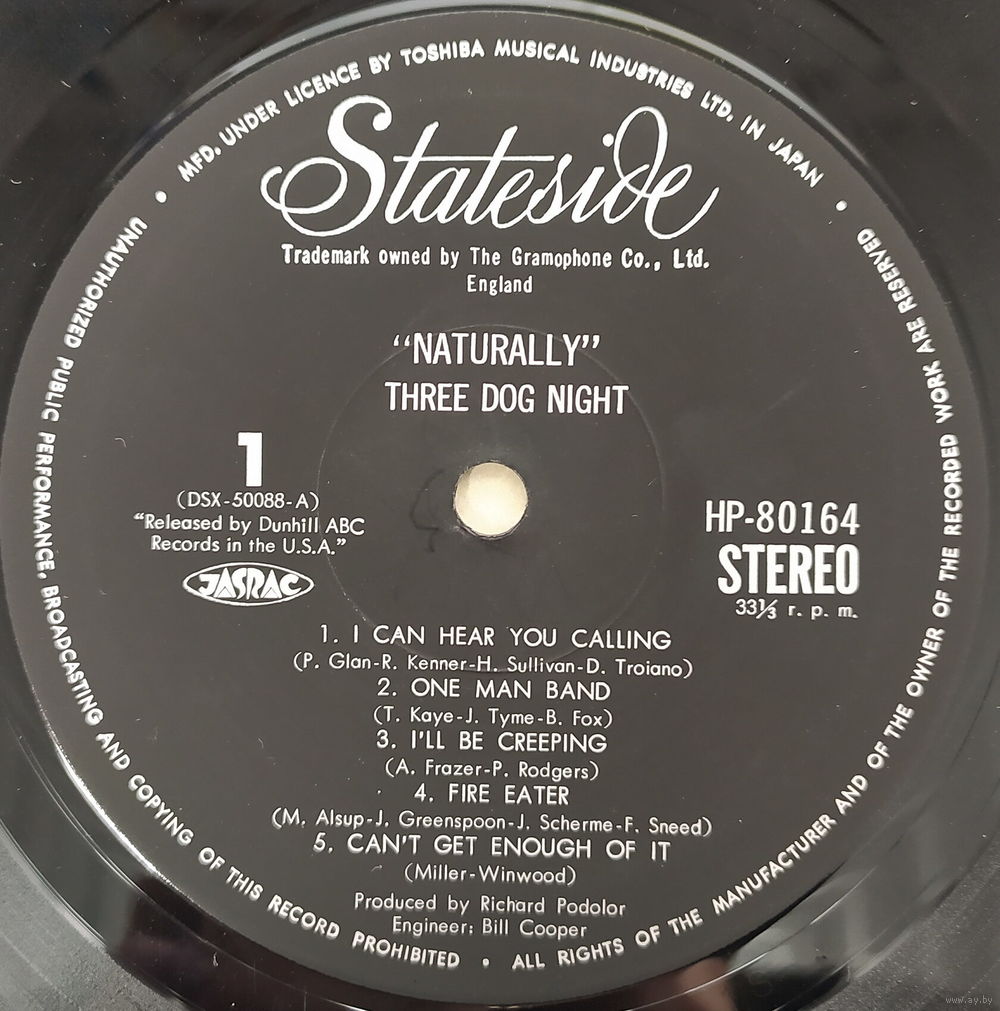 MFD. UNDER LICENCE BY TOSHIBA MUSICAL INDUSTRIES LTD. IN JAPAN •
Stateside
Trademark owned by The Gramophone Co., Ltd.
England
"NATURALLY"
THREE DOG NIGHT
1
(DSX-50088-A)
"Released by Dunhill ABC
Records in the U.S.A."
JASRAC
HP-80164
STEREO
33⅓ r. p. m.
1. I CAN HEAR YOU CALLING
(P. Glan-R. Kenner-H. Sullivan-D. Troiano)
2. ONE MAN BAND
(T. Kaye-J. Tyme-B. Fox)
3. I'LL BE CREEPING
(A. Frazer-P. Rodgers)
4. FIRE EATER
(M. Alsup-J. Greenspoon-J. Scherme-F. Sneed)
5. CAN'T GET ENOUGH OF IT
(Miller-Winwood)
Produced by Richard Podolor
Engineer: Bill Cooper
• UNAUTHORIZED PUBLIC PERFORMANCE, BROADCASTING AND COPYING OF THIS RECORD PROHIBITED • ALL RIGHTS OF THE MANUFACTURER AND OF THE OWNER OF THE RECORDED WORK ARE RESERVED
www.ay.by